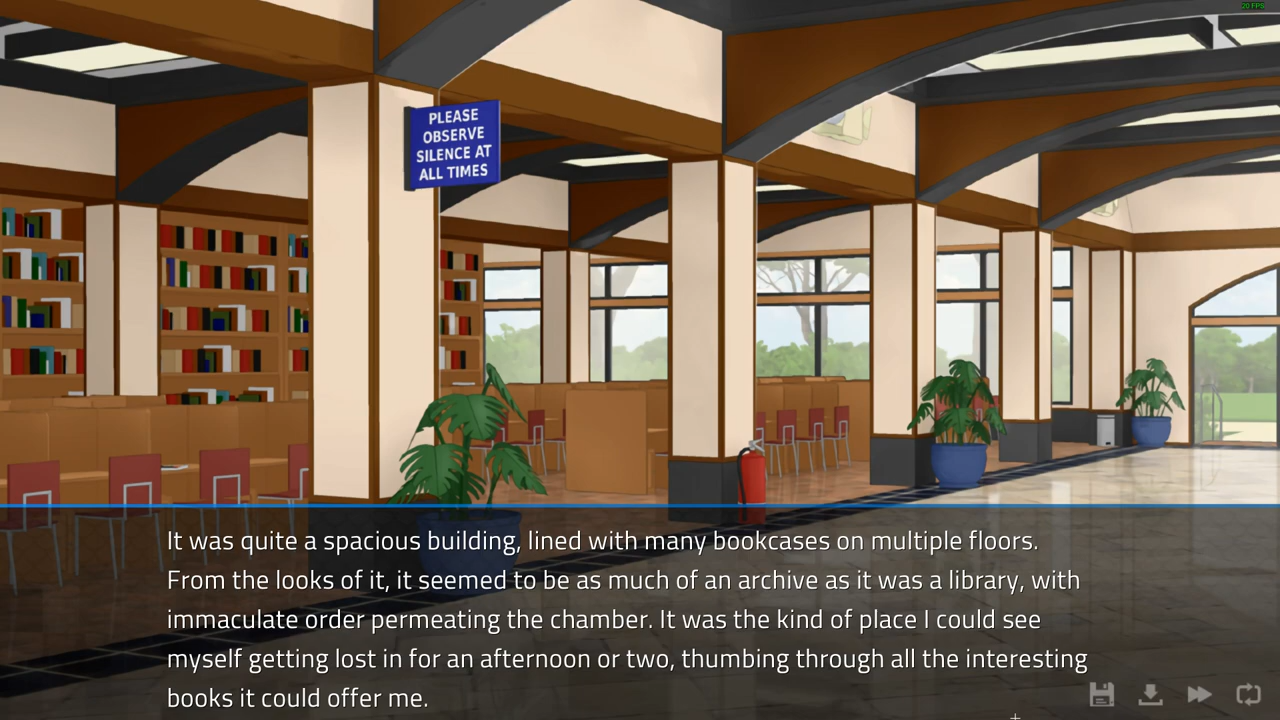 20 FPS
PLEASE
OBSERVE
SILENCE AT
ALL TIMES
It was quite a spacious building, lined with many bookcases on multiple floors.
From the looks of it, it seemed to be as much of an archive as it was a library, with
immaculate order permeating the chamber. It was the kind of place I could see
myself getting lost in for an afternoon or two, thumbing through all the interesting
books it could offer me.